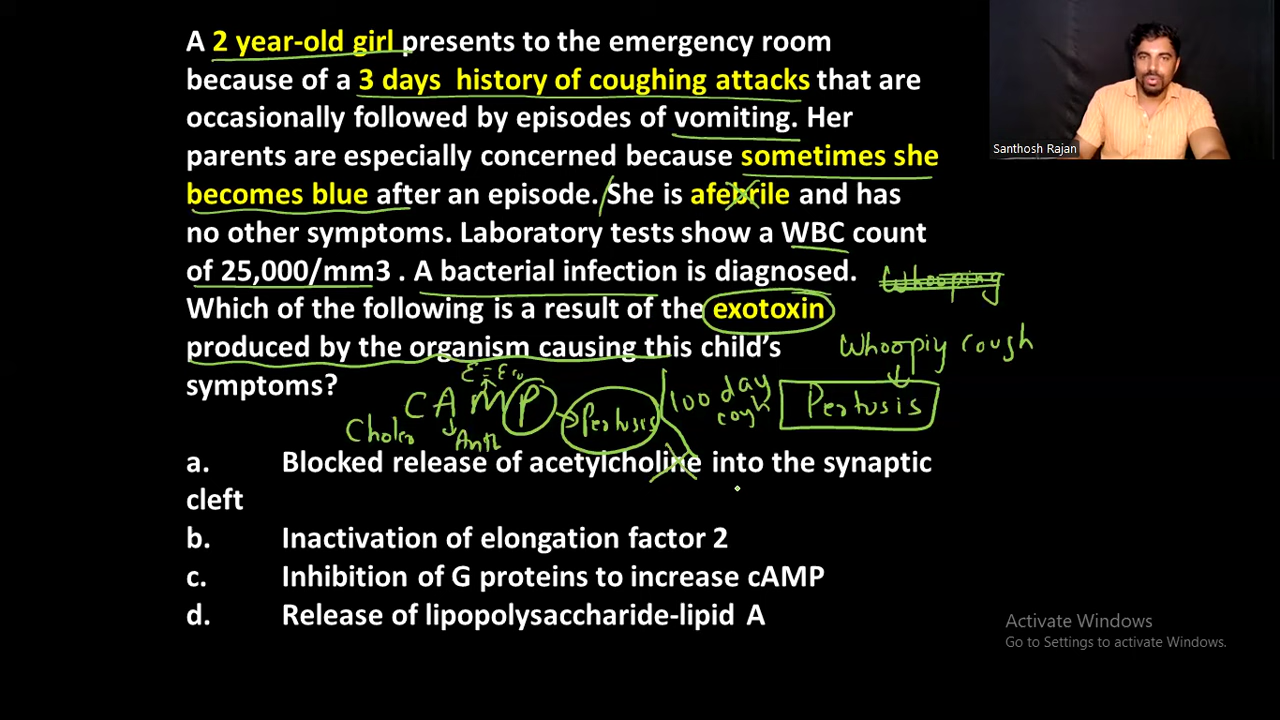 A 2 year-old girl presents to the emergency room
because of a 3 days history of coughing attacks that are
occasionally followed by episodes of vomiting. Her
parents are especially concerned because sometimes she
becomes blue after an episode. She is afebrile and has
no other symptoms. Laboratory tests show a WBC count
of 25,000/mm3 . A bacterial infection is diagnosed.
Which of the following is a result of the exotoxin
produced by the organism causing this child's
symptoms?
Santhosh Rajan
Whooping
Whoopiy cough
CAMP
Pertusis
100 day
cough
Pertusis
a. Blocked release of acetylcholine into the synaptic
cleft
b. Inactivation of elongation factor 2
c. Inhibition of G proteins to increase cAMP
d. Release of lipopolysaccharide-lipid A
Activate Windows
Go to Settings to activate Windows.